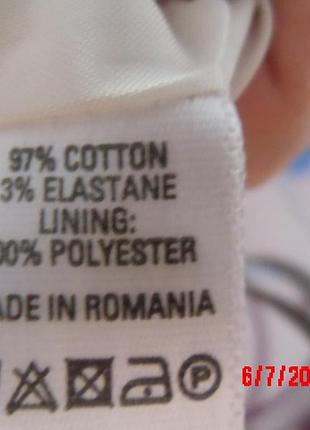 97% COTTON
3% ELASTANE
LINING:
00% POLYESTER
ADE IN ROMANIA
P
6/7/20